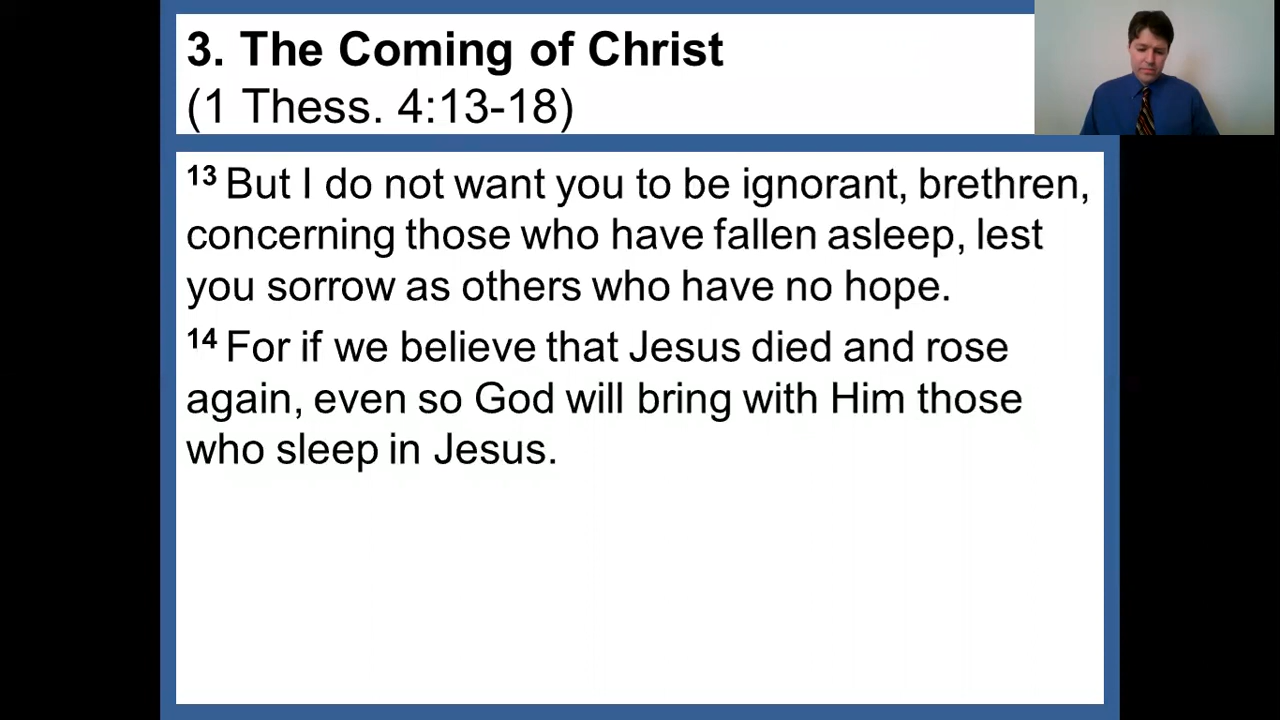 3. The Coming of Christ
(1 Thess. 4:13-18)
13 But I do not want you to be ignorant, brethren,
concerning those who have fallen asleep, lest
you sorrow as others who have no hope.
14 For if we believe that Jesus died and rose
again, even so God will bring with Him those
who sleep in Jesus.